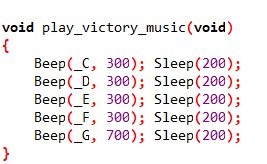 void play_victory_music(void)
{
    Beep(_C, 300); Sleep(200);
    Beep(_D, 300); Sleep(200);
    Beep(_E, 300); Sleep(200);
    Beep(_F, 300); Sleep(200);
    Beep(_G, 700); Sleep(200);
}